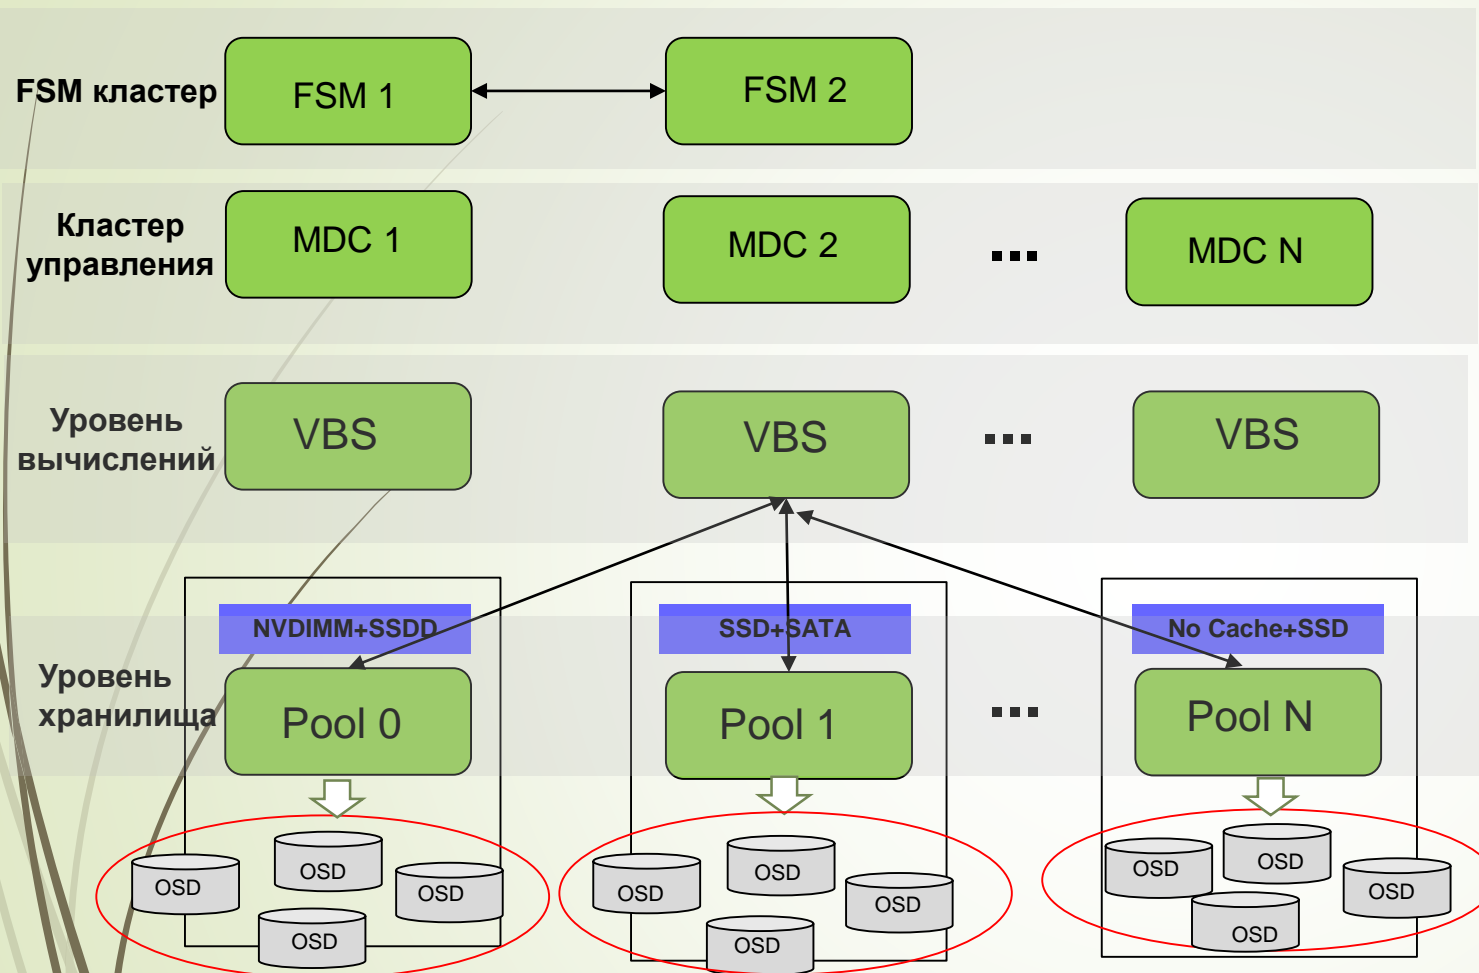 FSM кластер
FSM 1
FSM 2
Кластер
управления
MDC 1
MDC 2
...
MDC N
Уровень
вычислений
VBS
VBS
...
VBS
NVDIMM+SSDD
SSD+SATA
No Cache+SSD
Уровень
хранилища
Pool 0
Pool 1
...
Pool N
OSD
OSD
OSD
OSD
OSD
OSD
OSD
OSD
OSD
OSD
OSD
OSD